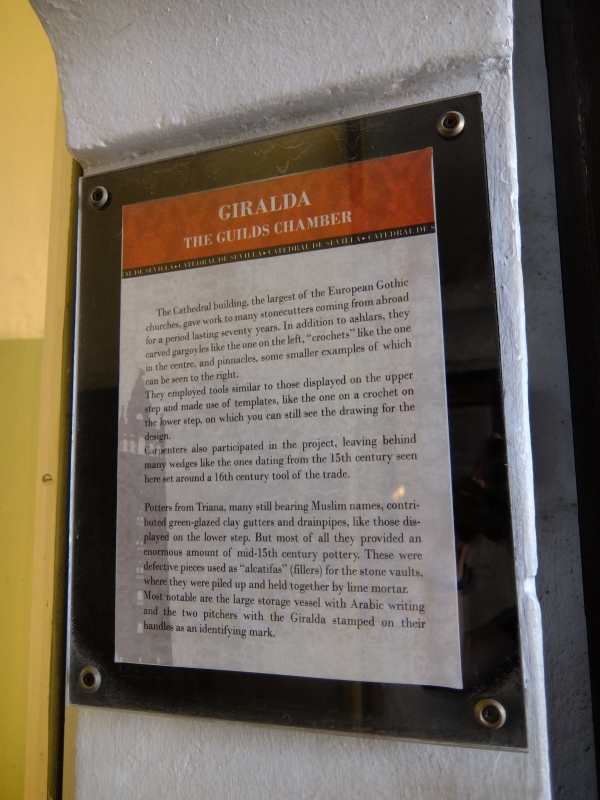 GIRALDA
THE GUILDS CHAMBER
RAL DE SEVILLA • CATEDRAL DE SEVILLA • CATEDRAL DE SEVILLA • CATEDRAL DE S
The Cathedral building, the largest of the European Gothic
churches, gave work to many stonecutters coming from abroad
for a period lasting seventy years. In addition to ashlars, they
carved gargoyles like the one on the left, "crochets" like the one
in the centre, and pinnacles, some smaller examples of which
can be seen to the right.
They employed tools similar to those displayed on the upper
step and made use of templates, like the one on a crochet on
the lower step, on which you can still see the drawing for the
design.
Carpenters also participated in the project, leaving behind
many wedges like the ones dating from the 15th century seen
here set around a 16th century tool of the trade.
Potters from Triana, many still bearing Muslim names, contri-
buted green-glazed clay gutters and drainpipes, like those dis-
played on the lower step. But most of all they provided an
enormous amount of mid-15th century pottery. These were
defective pieces used as "alcatifas" (fillers) for the stone vaults,
where they were piled up and held together by lime mortar.
Most notable are the large storage vessel with Arabic writing
and the two pitchers with the Giralda stamped on their
handles as an identifying mark.